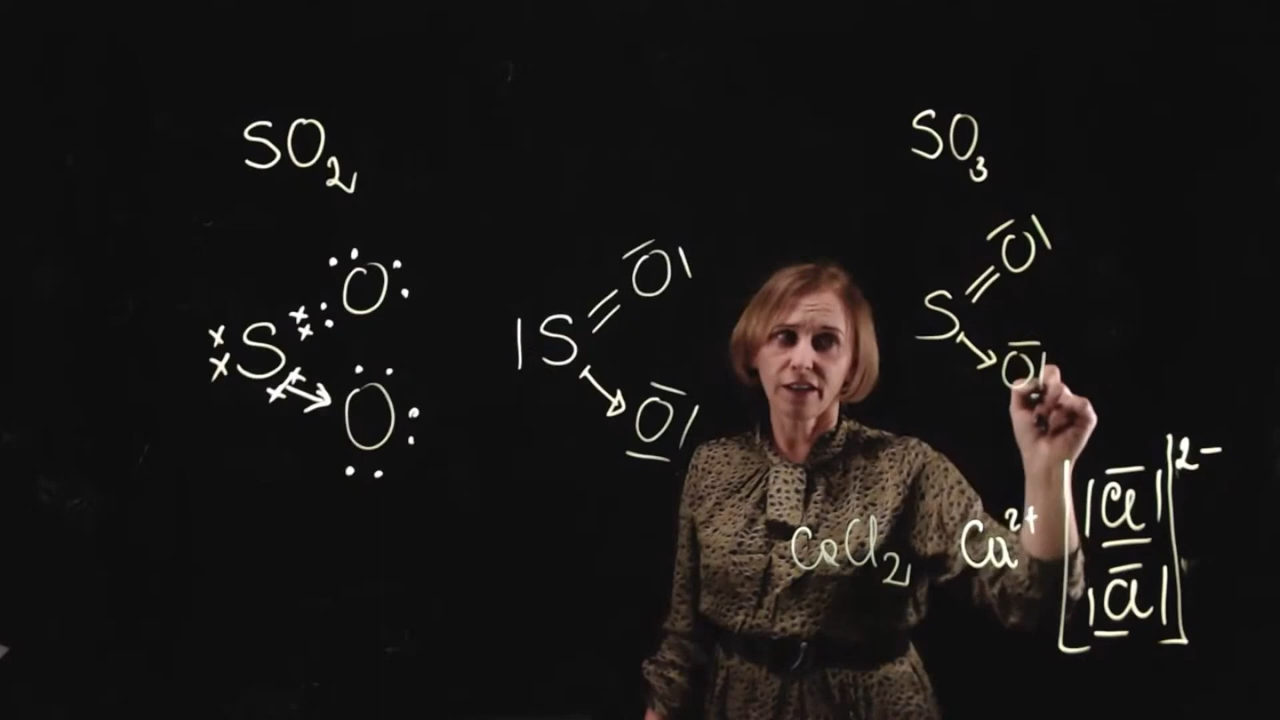 SO₂
SO₃
S O O
|S = O|
O|
S = O|
O|
CaCl₂ Ca²⁺ [|Cl| |Cl|]²⁻